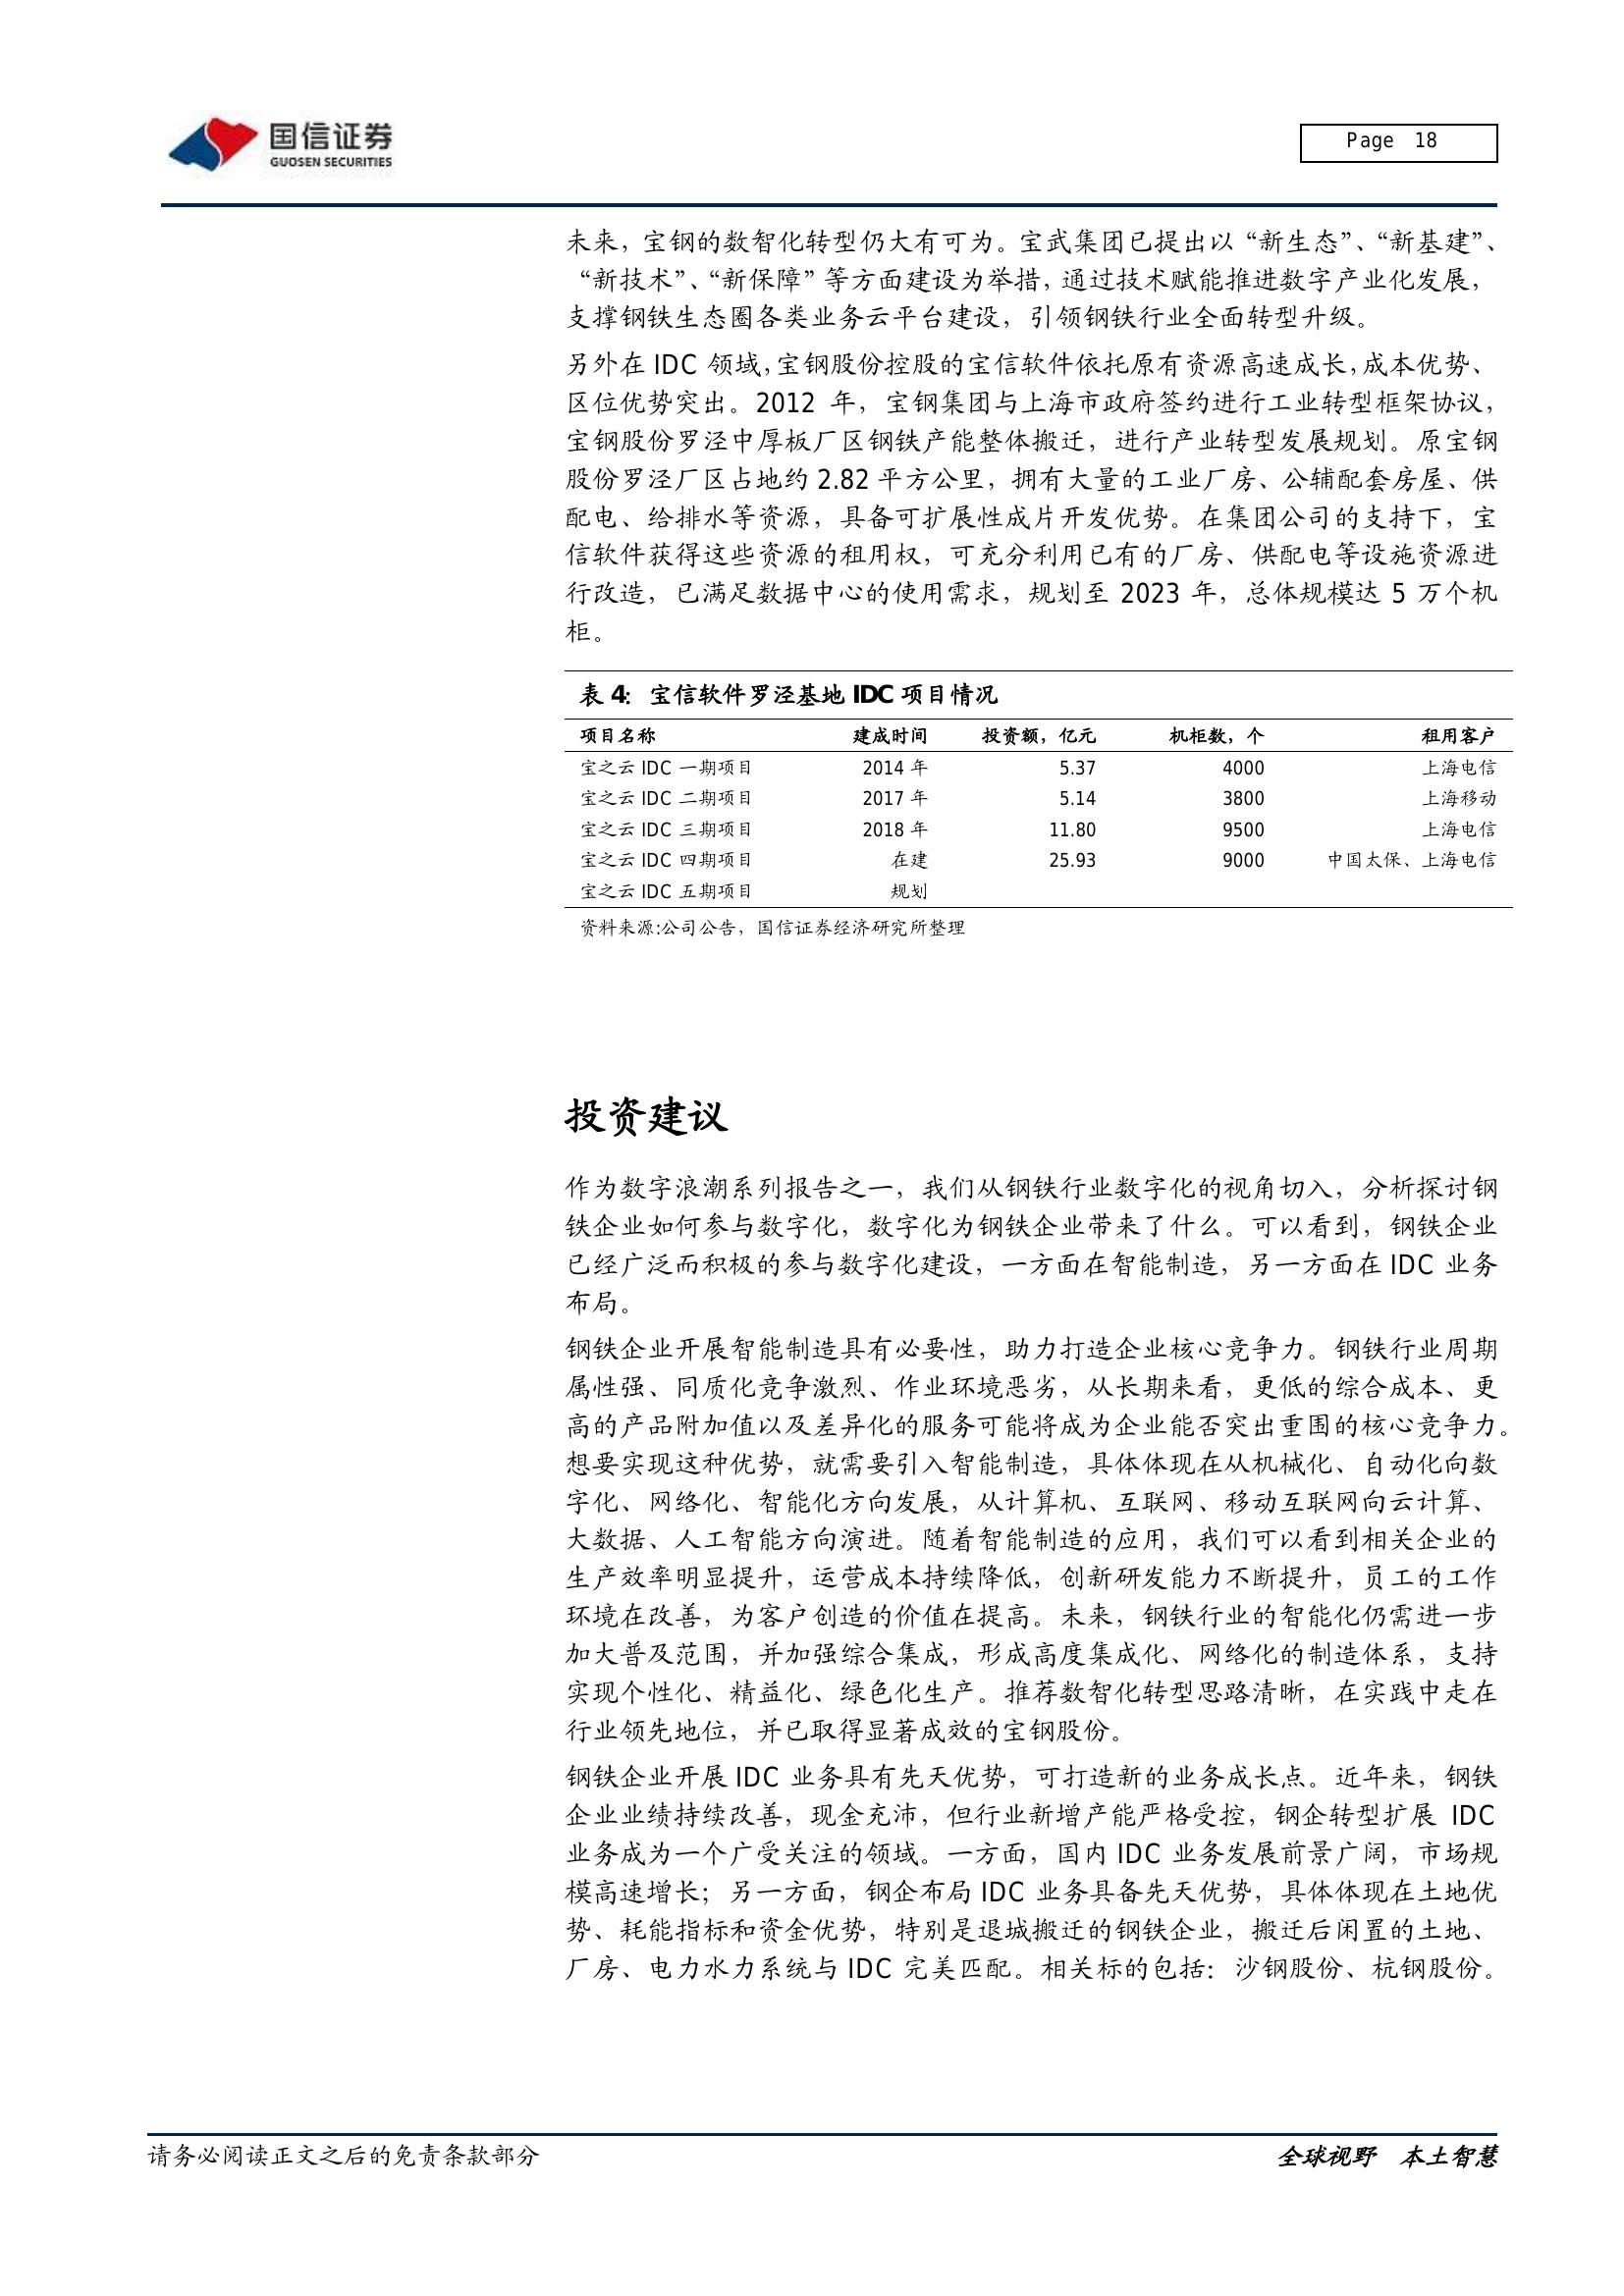 国信证券
GUOSEN SECURITIES
Page 18
未来，宝钢的数智化转型仍大有可为。宝武集团已提出以“新生态”、“新基建”、
“新技术”、“新保障”等方面建设为举措，通过技术赋能推进数字产业化发展，
支撑钢铁生态圈各类业务云平台建设，引领钢铁行业全面转型升级。
另外在 IDC 领域，宝钢股份控股的宝信软件依托原有资源高速成长，成本优势、
区位优势突出。2012 年，宝钢集团与上海市政府签约进行工业转型框架协议，
宝钢股份罗泾中厚板厂区钢铁产能整体搬迁，进行产业转型发展规划。原宝钢
股份罗泾厂区占地约 2.82 平方公里，拥有大量的工业厂房、公辅配套房屋、供
配电、给排水等资源，具备可扩展性成片开发优势。在集团公司的支持下，宝
信软件获得这些资源的租用权，可充分利用已有的厂房、供配电等设施资源进
行改造，已满足数据中心的使用需求，规划至 2023 年，总体规模达 5 万个机
柜。
表 4：宝信软件罗泾基地 IDC 项目情况
项目名称 建成时间 投资额，亿元 机柜数，个 租用客户
宝之云 IDC 一期项目 2014 年 5.37 4000 上海电信
宝之云 IDC 二期项目 2017 年 5.14 3800 上海移动
宝之云 IDC 三期项目 2018 年 11.80 9500 上海电信
宝之云 IDC 四期项目 在建 25.93 9000 中国太保、上海电信
宝之云 IDC 五期项目 规划
资料来源:公司公告，国信证券经济研究所整理
投资建议
作为数字浪潮系列报告之一，我们从钢铁行业数字化的视角切入，分析探讨钢
铁企业如何参与数字化，数字化为钢铁企业带来了什么。可以看到，钢铁企业
已经广泛而积极的参与数字化建设，一方面在智能制造，另一方面在 IDC 业务
布局。
钢铁企业开展智能制造具有必要性，助力打造企业核心竞争力。钢铁行业周期
属性强、同质化竞争激烈、作业环境恶劣，从长期来看，更低的综合成本、更
高的产品附加值以及差异化的服务可能将成为企业能否突出重围的核心竞争力。
想要实现这种优势，就需要引入智能制造，具体体现在从机械化、自动化向数
字化、网络化、智能化方向发展，从计算机、互联网、移动互联网向云计算、
大数据、人工智能方向演进。随着智能制造的应用，我们可以看到相关企业的
生产效率明显提升，运营成本持续降低，创新研发能力不断提升，员工的工作
环境在改善，为客户创造的价值在提高。未来，钢铁行业的智能化仍需进一步
加大普及范围，并加强综合集成，形成高度集成化、网络化的制造体系，支持
实现个性化、精益化、绿色化生产。推荐数智化转型思路清晰，在实践中走在
行业领先地位，并已取得显著成效的宝钢股份。
钢铁企业开展 IDC 业务具有先天优势，可打造新的业务成长点。近年来，钢铁
企业业绩持续改善，现金充沛，但行业新增产能严格受控，钢企转型扩展 IDC
业务成为一个广受关注的领域。一方面，国内 IDC 业务发展前景广阔，市场规
模高速增长；另一方面，钢企布局 IDC 业务具备先天优势，具体体现在土地优
势、耗能指标和资金优势，特别是退城搬迁的钢铁企业，搬迁后闲置的土地、
厂房、电力水力系统与 IDC 完美匹配。相关标的包括：沙钢股份、杭钢股份。
请务必阅读正文之后的免责条款部分
全球视野 本土智慧